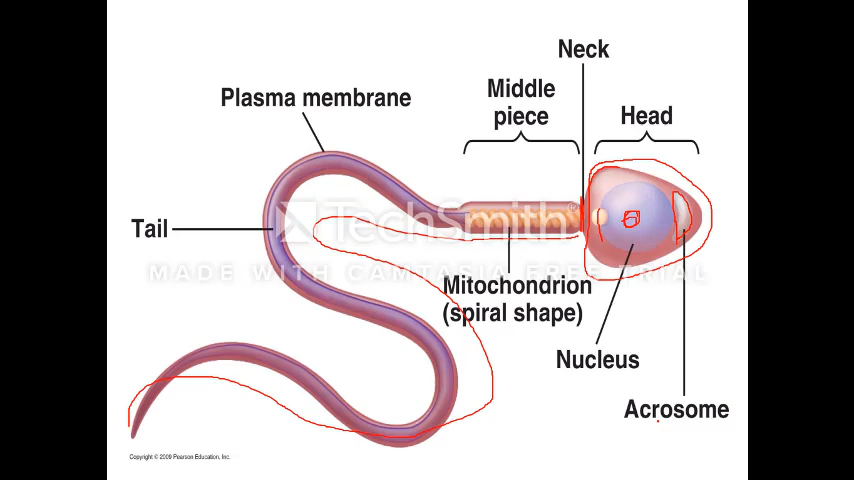 Neck
Middle
piece
Head
Plasma membrane
Tail
TechSmith®
MADE WITH CAMTASIA FREE TRIAL
Mitochondrion
(spiral shape)
Nucleus
Acrosome
Copyright © 2009 Pearson Education, Inc.